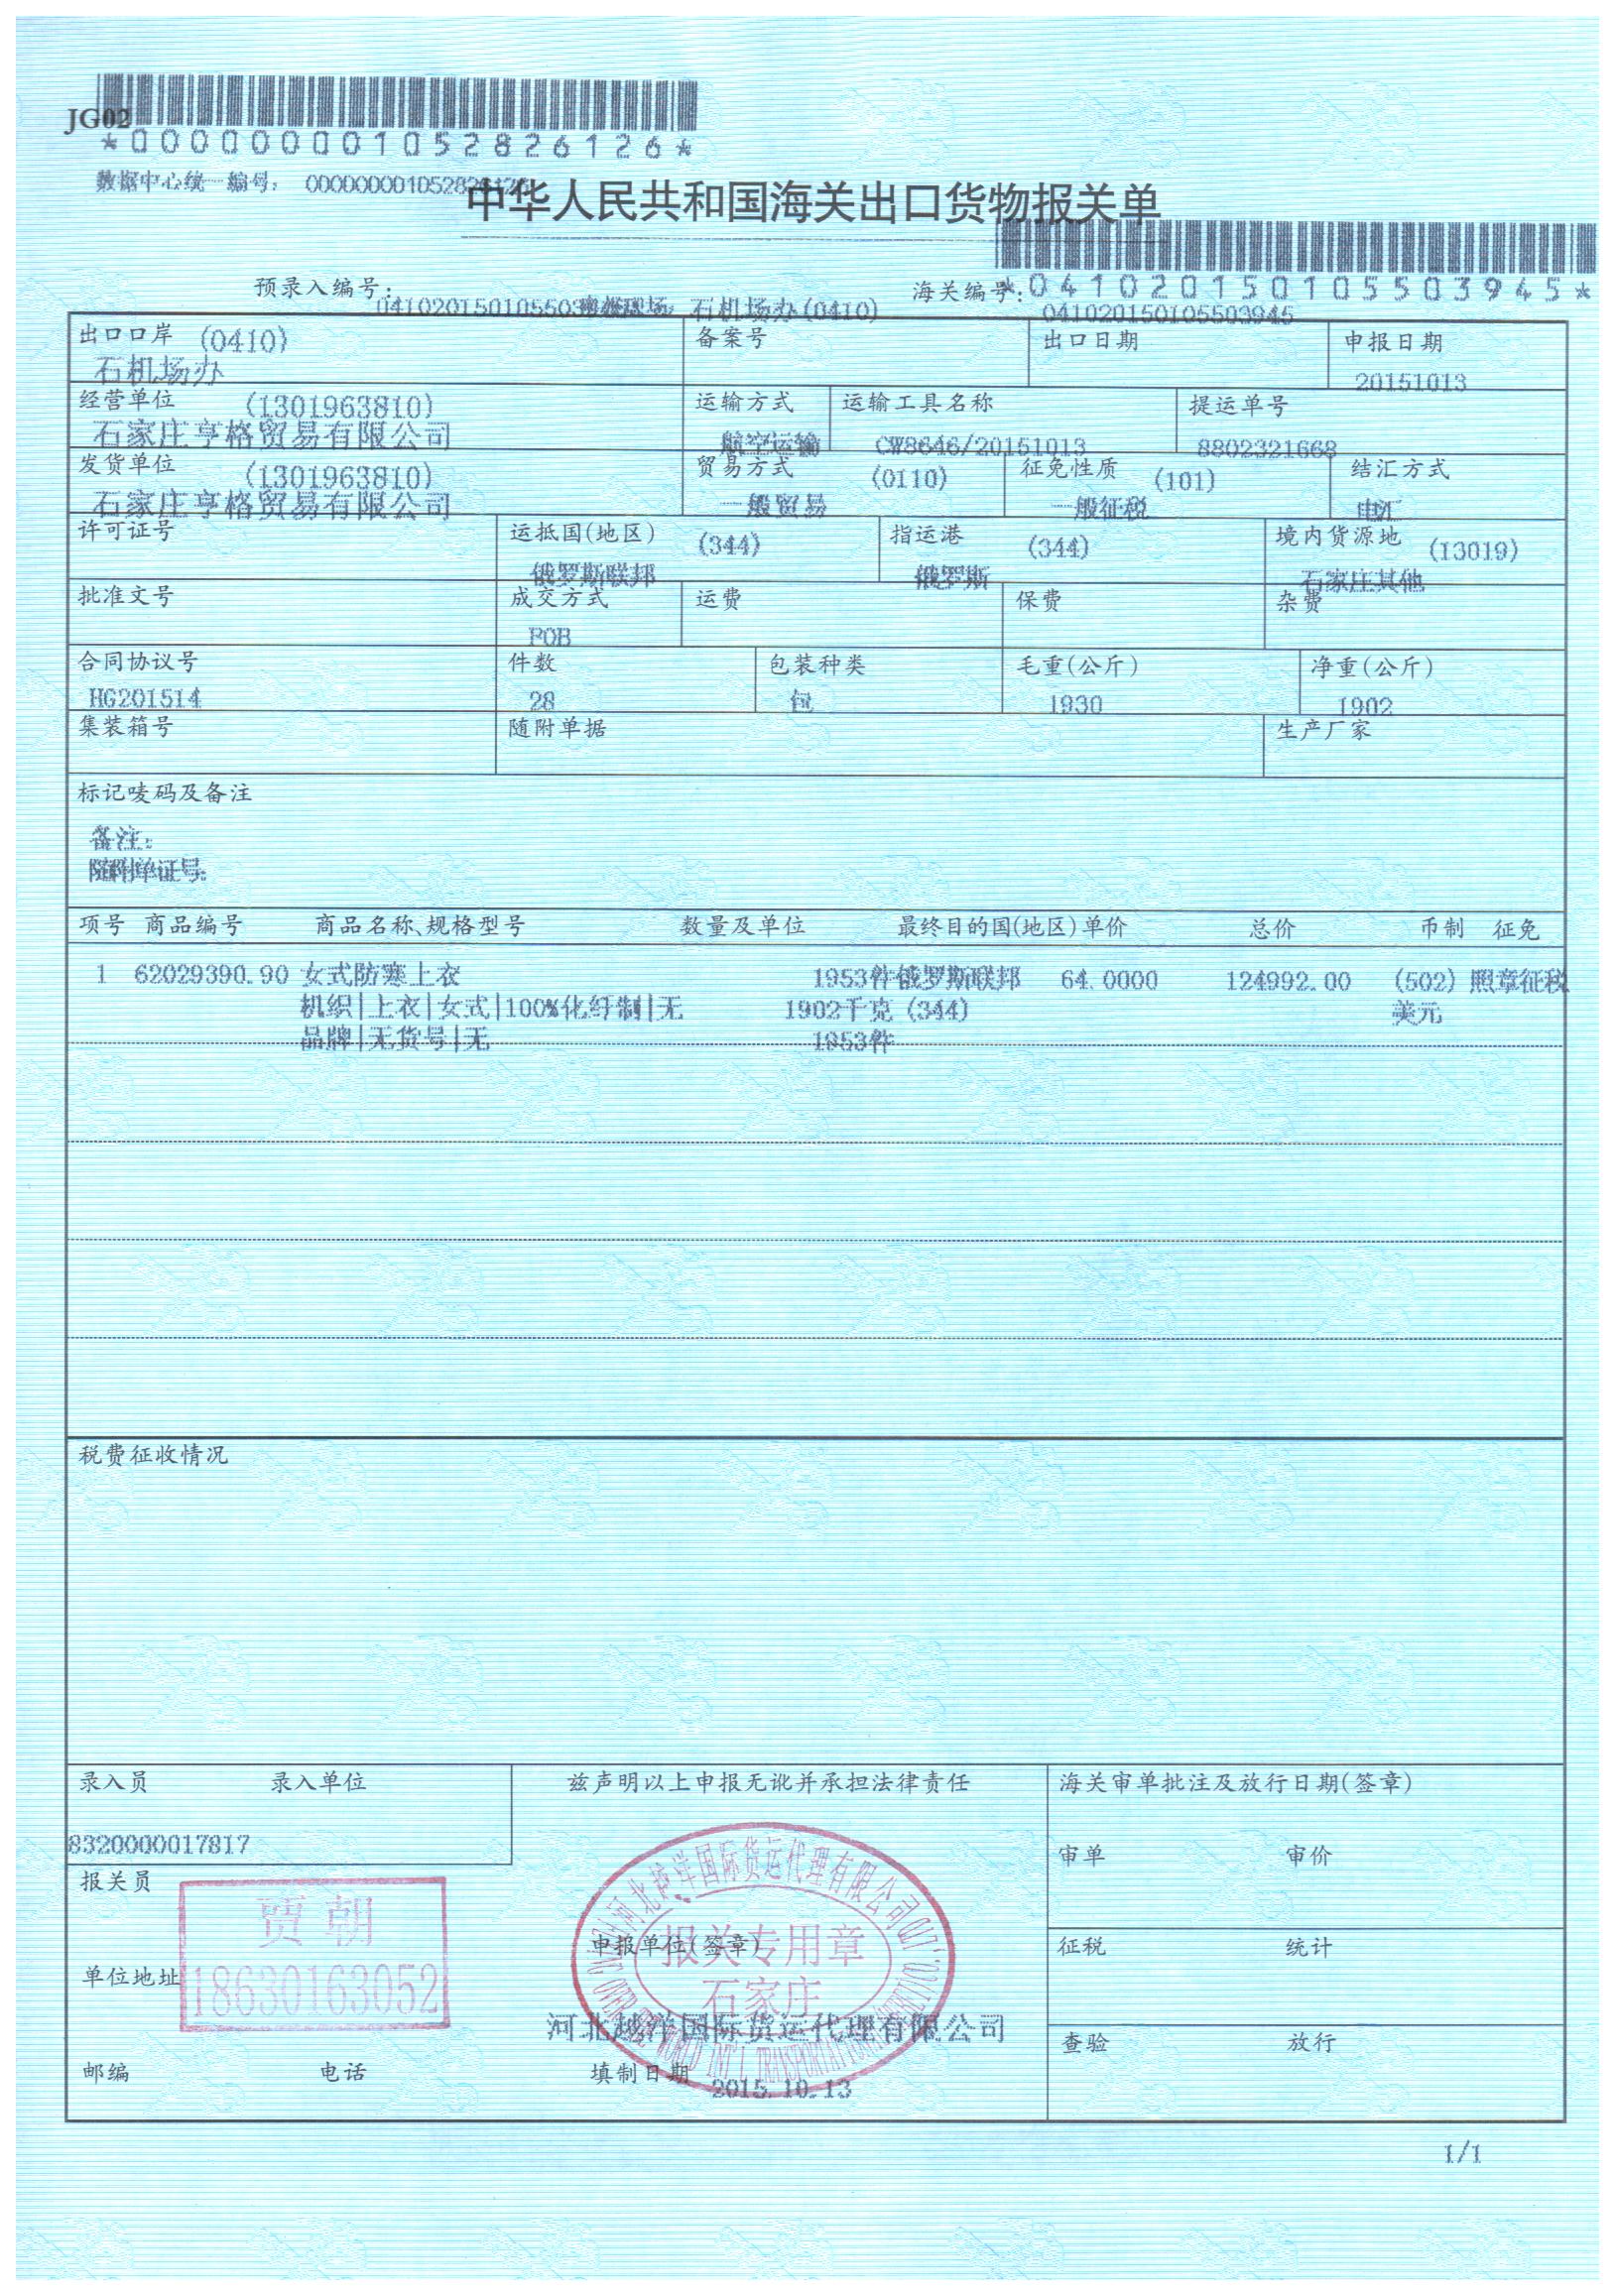 JG02
*000000001052826126*
数据中心统一编号： 000000001052826126
中华人民共和国海关出口货物报关单
*041020150105503945*
预录入编号：
海关编号：
石机场办(0410)
041020150105503945
出口口岸 (0410)
石机场办
备案号
出口日期
申报日期
20151013
经营单位 (1301963810)
石家庄亨格贸易有限公司
运输方式
航空运输
运输工具名称
CW8646/20151013
提运单号
8802321668
发货单位 (1301963810)
石家庄亨格贸易有限公司
贸易方式 (0110)
一般贸易
征免性质 (101)
一般征税
结汇方式
电汇
许可证号
运抵国(地区) (344)
俄罗斯联邦
指运港 (344)
俄罗斯
境内货源地 (13019)
石家庄其他
批准文号
成交方式
FOB
运费
保费
杂费
合同协议号
HG201514
件数
28
包装种类
包
毛重(公斤)
1930
净重(公斤)
1902
集装箱号
随附单据
生产厂家
标记唛码及备注
备注：
随附单证号：
项号 商品编号 商品名称、规格型号 数量及单位 最终目的国(地区) 单价 总价 币制 征免
1 62029390.90 女式防寒上衣 1953件 俄罗斯联邦 64.0000 124992.00 (502) 照章征税
机织|上衣|女式|100%化纤制||无 1902千克 (344) 美元
品牌|无货号|无 1953件
税费征收情况
录入员 录入单位
8320000017817
兹声明以上申报无讹并承担法律责任
海关审单批注及放行日期(签章)
审单 审价
报关员
贾朝
18630163052
单位地址
邮编 电话
河北越洋国际货运代理有限公司
报关专用章
石家庄
申报单位(签章)
河北越洋国际货运代理有限公司
填制日期 2015.10.13
征税 统计
查验 放行
1/1